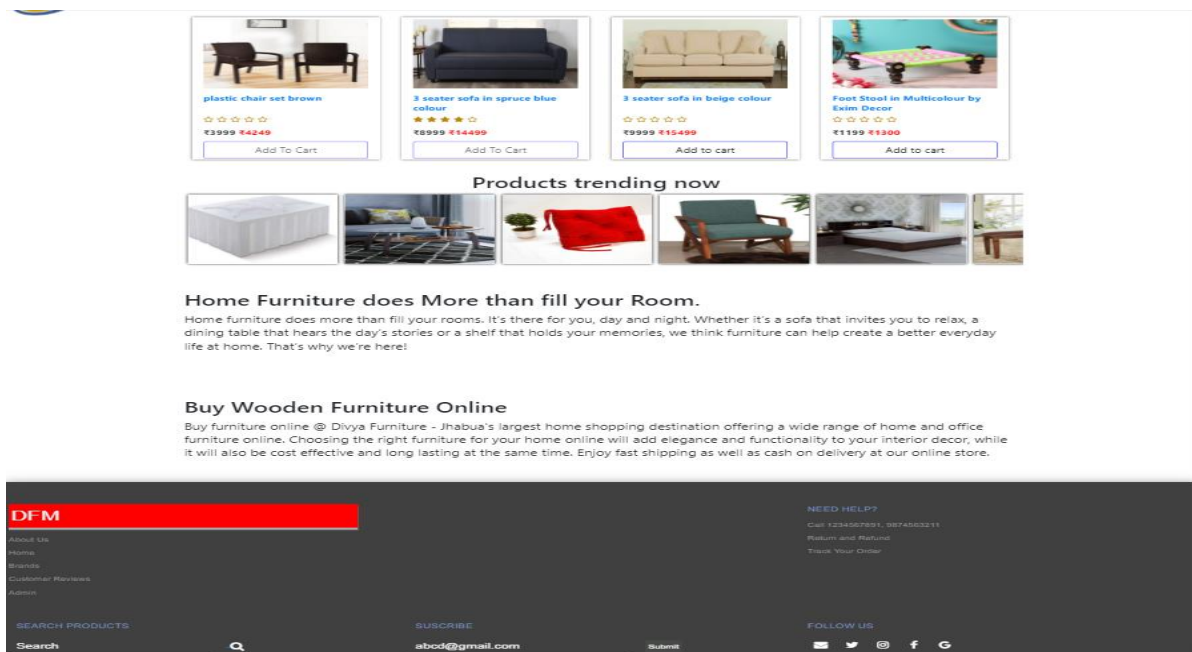 plastic chair set brown
₹3999 ₹4249
Add To Cart
3 seater sofa in spruce blue
colour
₹8999 ₹14499
Add To Cart
3 seater sofa in beige colour
₹9999 ₹15499
Add to cart
Foot Stool in Multicolour by
Exim Decor
₹1199 ₹1300
Add to cart
Products trending now
Home Furniture does More than fill your Room.
Home furniture does more than fill your rooms. It's there for you, day and night. Whether it's a sofa that invites you to relax, a
dining table that hears the day's stories or a shelf that holds your memories, we think furniture can help create a better everyday
life at home. That's why we're here!
Buy Wooden Furniture Online
Buy furniture online @ Divya Furniture - Jhabua's largest home shopping destination offering a wide range of home and office
furniture online. Choosing the right furniture for your home online will add elegance and functionality to your interior decor, while
it will also be cost effective and long lasting at the same time. Enjoy fast shipping as well as cash on delivery at our online store.
DFM
About Us
Home
Brands
Customer Reviews
Admin
NEED HELP?
Call 1234567891, 9874563211
Return and Refund
Track Your Order
SEARCH PRODUCTS
Search
SUSCRIBE
abcd@gmail.com
Submit
FOLLOW US